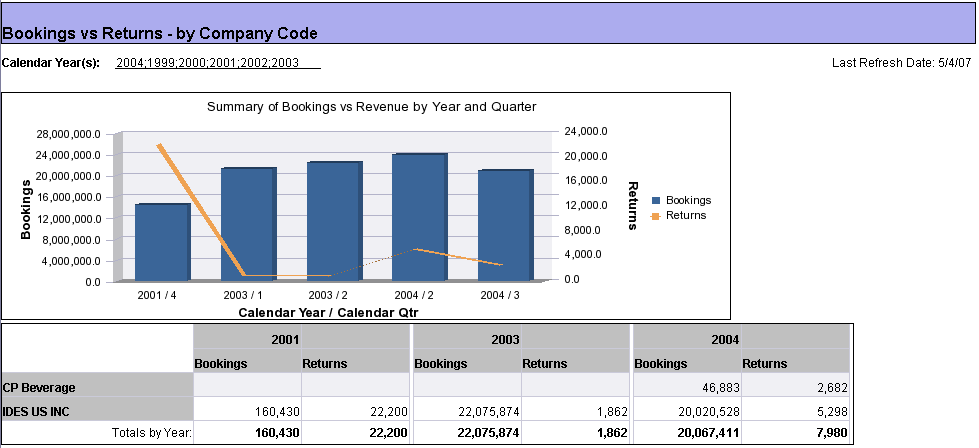 Bookings vs Returns - by Company Code
Calendar Year(s): 2004;1999;2000;2001;2002;2003 Last Refresh Date: 5/4/07
Summary of Bookings vs Revenue by Year and Quarter
28,000,000.0
24,000,000.0
20,000,000.0
16,000,000.0
12,000,000.0
8,000,000.0
4,000,000.0
0.0
Bookings
24,000.0
20,000.0
16,000.0
12,000.0
8,000.0
4,000.0
0.0
Returns
Bookings
Returns
2001 / 4 2003 / 1 2003 / 2 2004 / 2 2004 / 3
Calendar Year / Calendar Qtr
2001 2003 2004
Bookings Returns Bookings Returns Bookings Returns
CP Beverage 46,883 2,682
IDES US INC 160,430 22,200 22,075,874 1,862 20,020,528 5,298
Totals by Year: 160,430 22,200 22,075,874 1,862 20,067,411 7,980